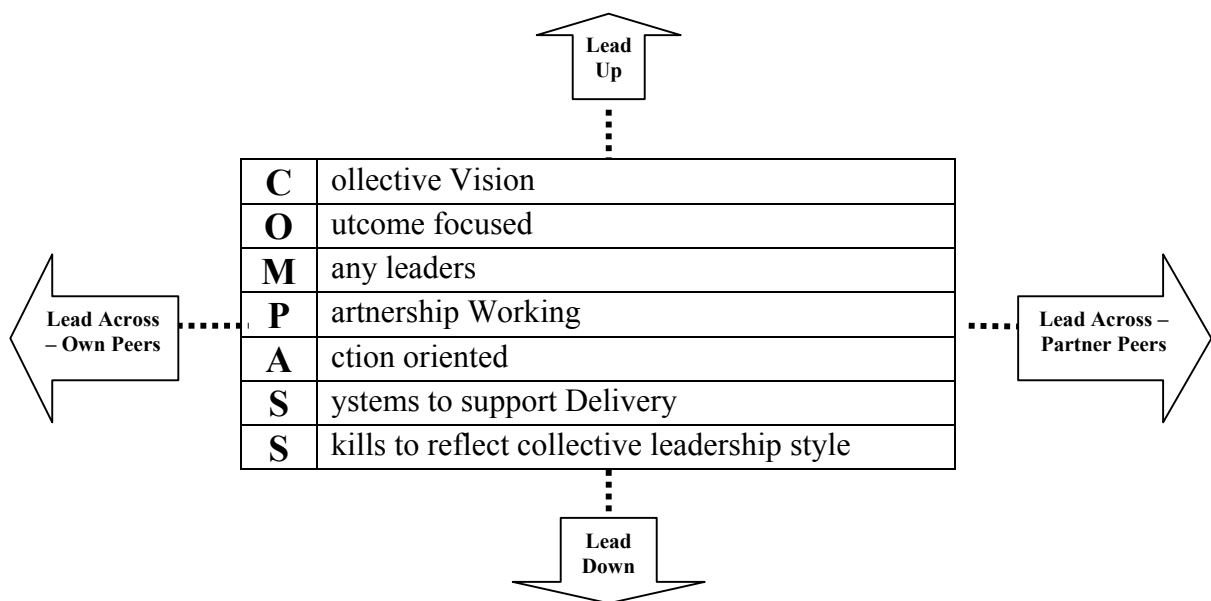 Lead
Up
C ollective Vision
O utcome focused
M any leaders
Lead Across
– Own Peers
P artnership Working
Lead Across –
Partner Peers
A ction oriented
S ystems to support Delivery
S kills to reflect collective leadership style
Lead
Down